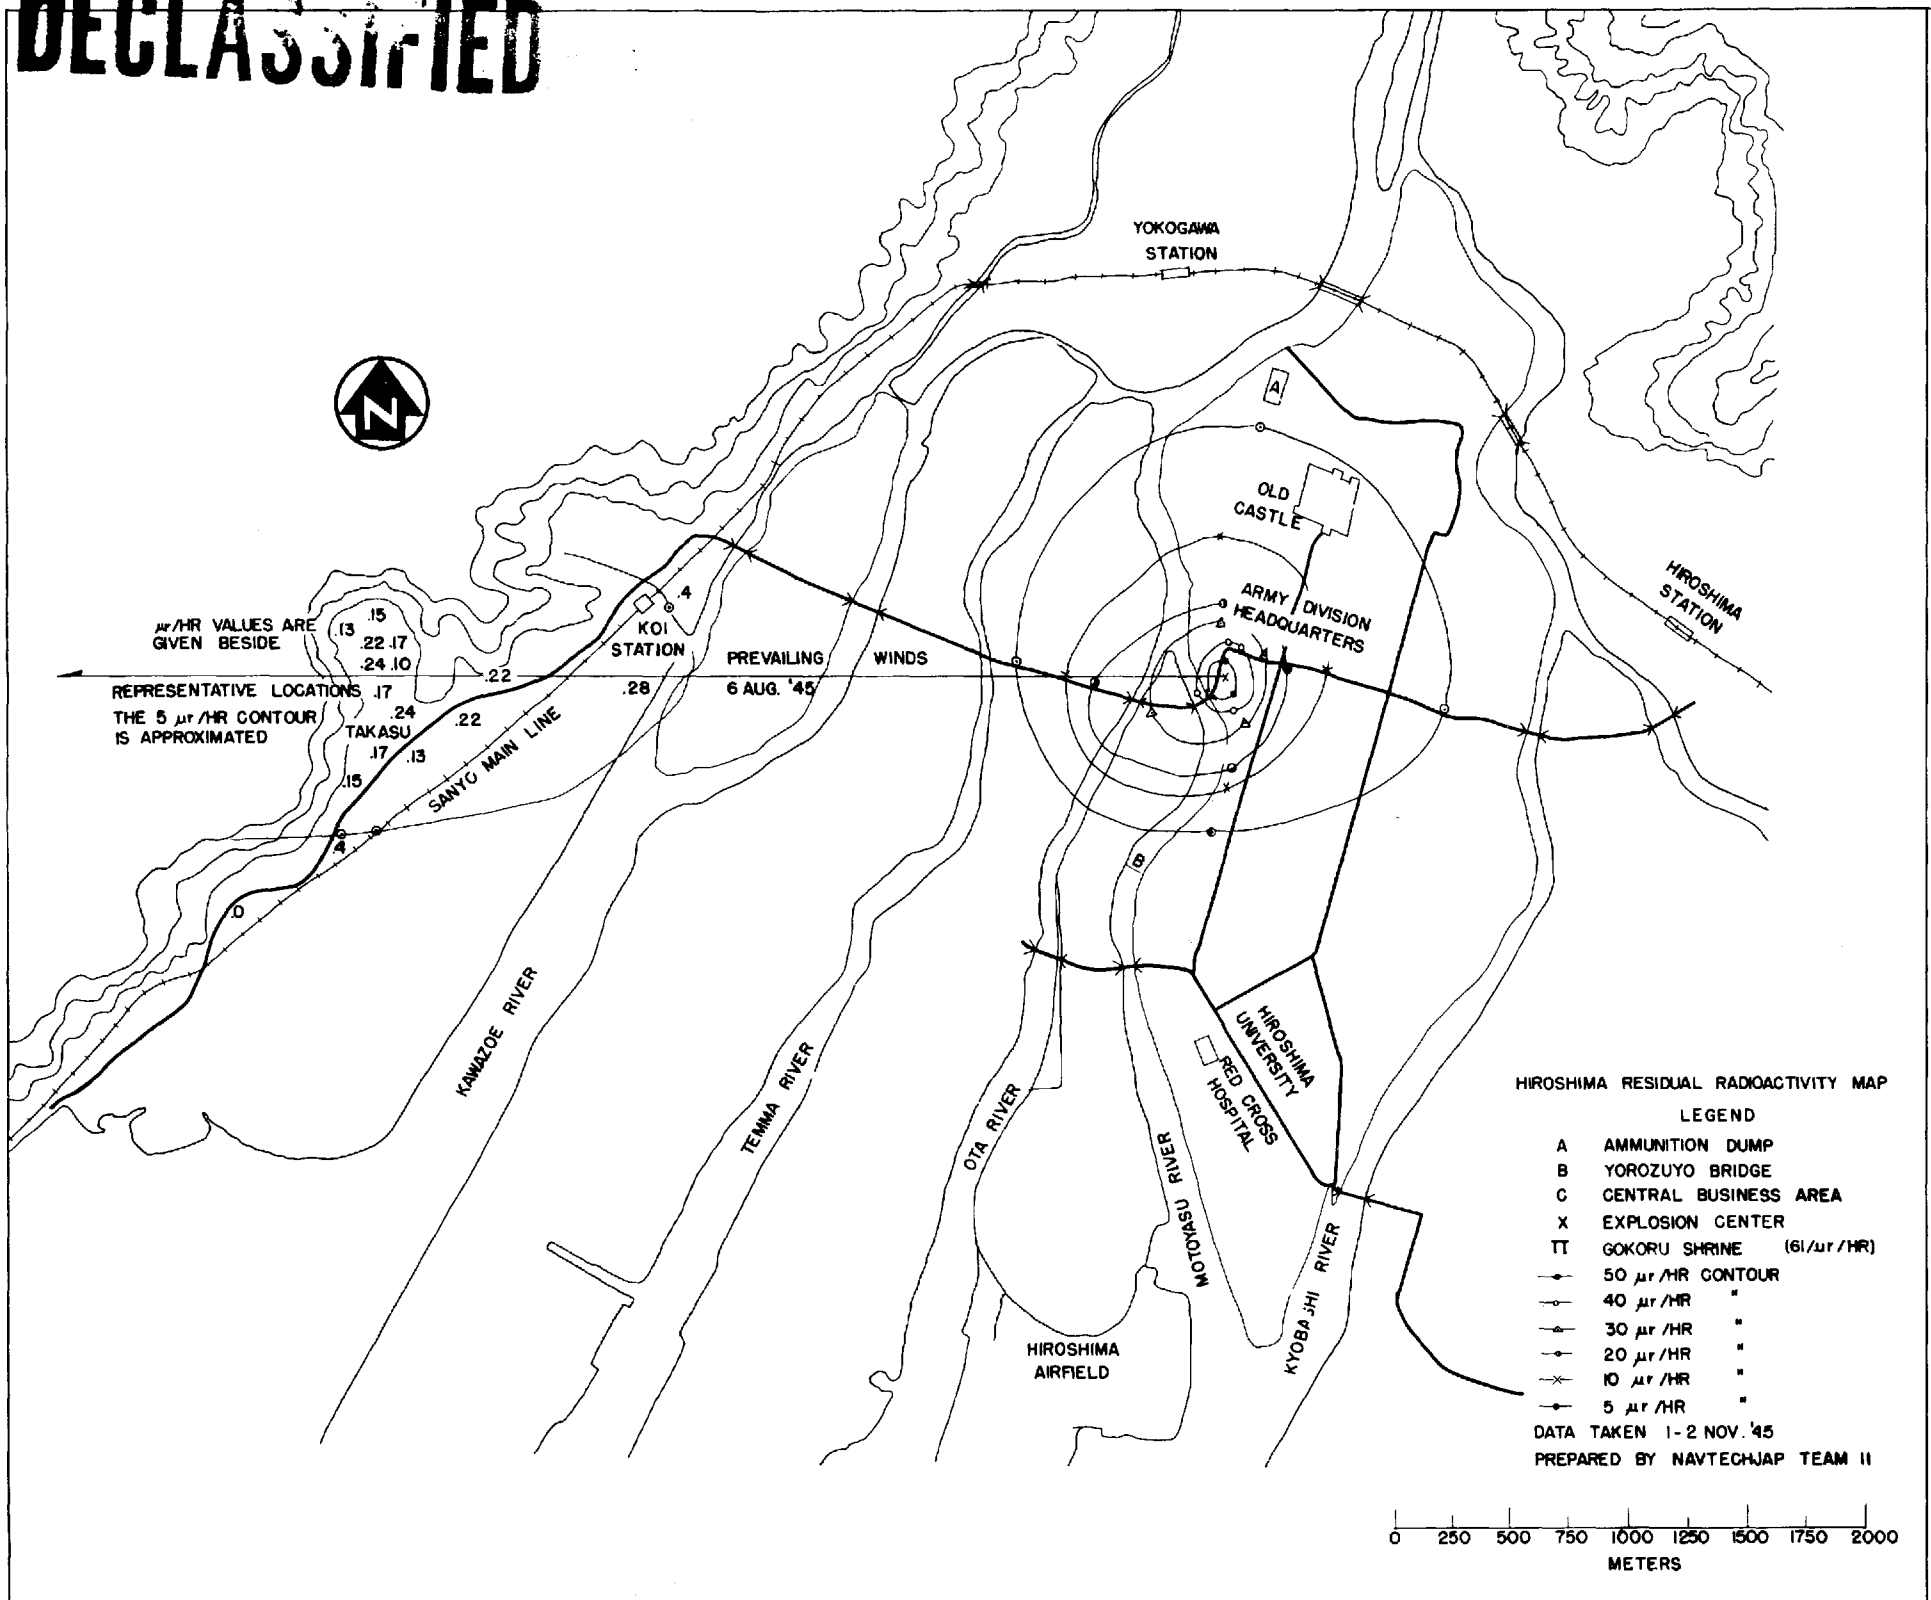 DECLASSIFIED
YOKOGAWA
STATION
N
A
OLD
CASTLE
HIROSHIMA
STATION
ARMY DIVISION
HEADQUARTERS
.4
KOI
STATION
PREVAILING WINDS
6 AUG. '45
μr/HR VALUES ARE
GIVEN BESIDE
REPRESENTATIVE LOCATIONS
THE 5 μr/HR CONTOUR
IS APPROXIMATED
.15
.13
.22 .17
.24 .10
.17
.22
.28
.24
.22
TAKASU
.17
.13
.15
.4
.0
SANYO MAIN LINE
B
KAWAZOE RIVER
TEMMA RIVER
OTA RIVER
MOTOYASU RIVER
KYOBASHI RIVER
HIROSHIMA
UNIVERSITY
RED CROSS
HOSPITAL
HIROSHIMA
AIRFIELD
HIROSHIMA RESIDUAL RADIOACTIVITY MAP
LEGEND
A AMMUNITION DUMP
B YOROZUYO BRIDGE
C CENTRAL BUSINESS AREA
X EXPLOSION CENTER
TT GOKORU SHRINE (61/μr/HR)
50 μr/HR CONTOUR
40 μr/HR "
30 μr/HR "
20 μr/HR "
10 μr/HR "
5 μr/HR "
DATA TAKEN 1-2 NOV. '45
PREPARED BY NAVTECHJAP TEAM 11
0 250 500 750 1000 1250 1500 1750 2000
METERS